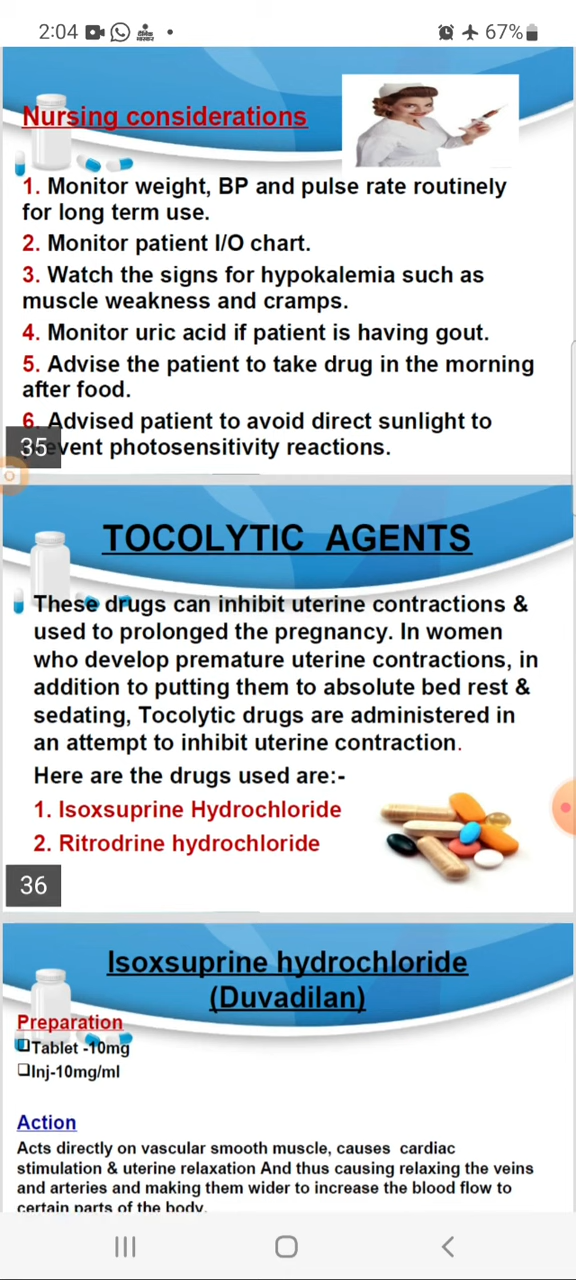 2:04
67%
Nursing considerations
1. Monitor weight, BP and pulse rate routinely
for long term use.
2. Monitor patient I/O chart.
3. Watch the signs for hypokalemia such as
muscle weakness and cramps.
4. Monitor uric acid if patient is having gout.
5. Advise the patient to take drug in the morning
after food.
6. Advised patient to avoid direct sunlight to
35 vent photosensitivity reactions.
TOCOLYTIC AGENTS
These drugs can inhibit uterine contractions &
used to prolonged the pregnancy. In women
who develop premature uterine contractions, in
addition to putting them to absolute bed rest &
sedating, Tocolytic drugs are administered in
an attempt to inhibit uterine contraction.
Here are the drugs used are:-
1. Isoxsuprine Hydrochloride
2. Ritrodrine hydrochloride
36
Isoxsuprine hydrochloride
(Duvadilan)
Preparation
Tablet -10mg
Inj-10mg/ml
Action
Acts directly on vascular smooth muscle, causes cardiac
stimulation & uterine relaxation And thus causing relaxing the veins
and arteries and making them wider to increase the blood flow to
certain parts of the body.